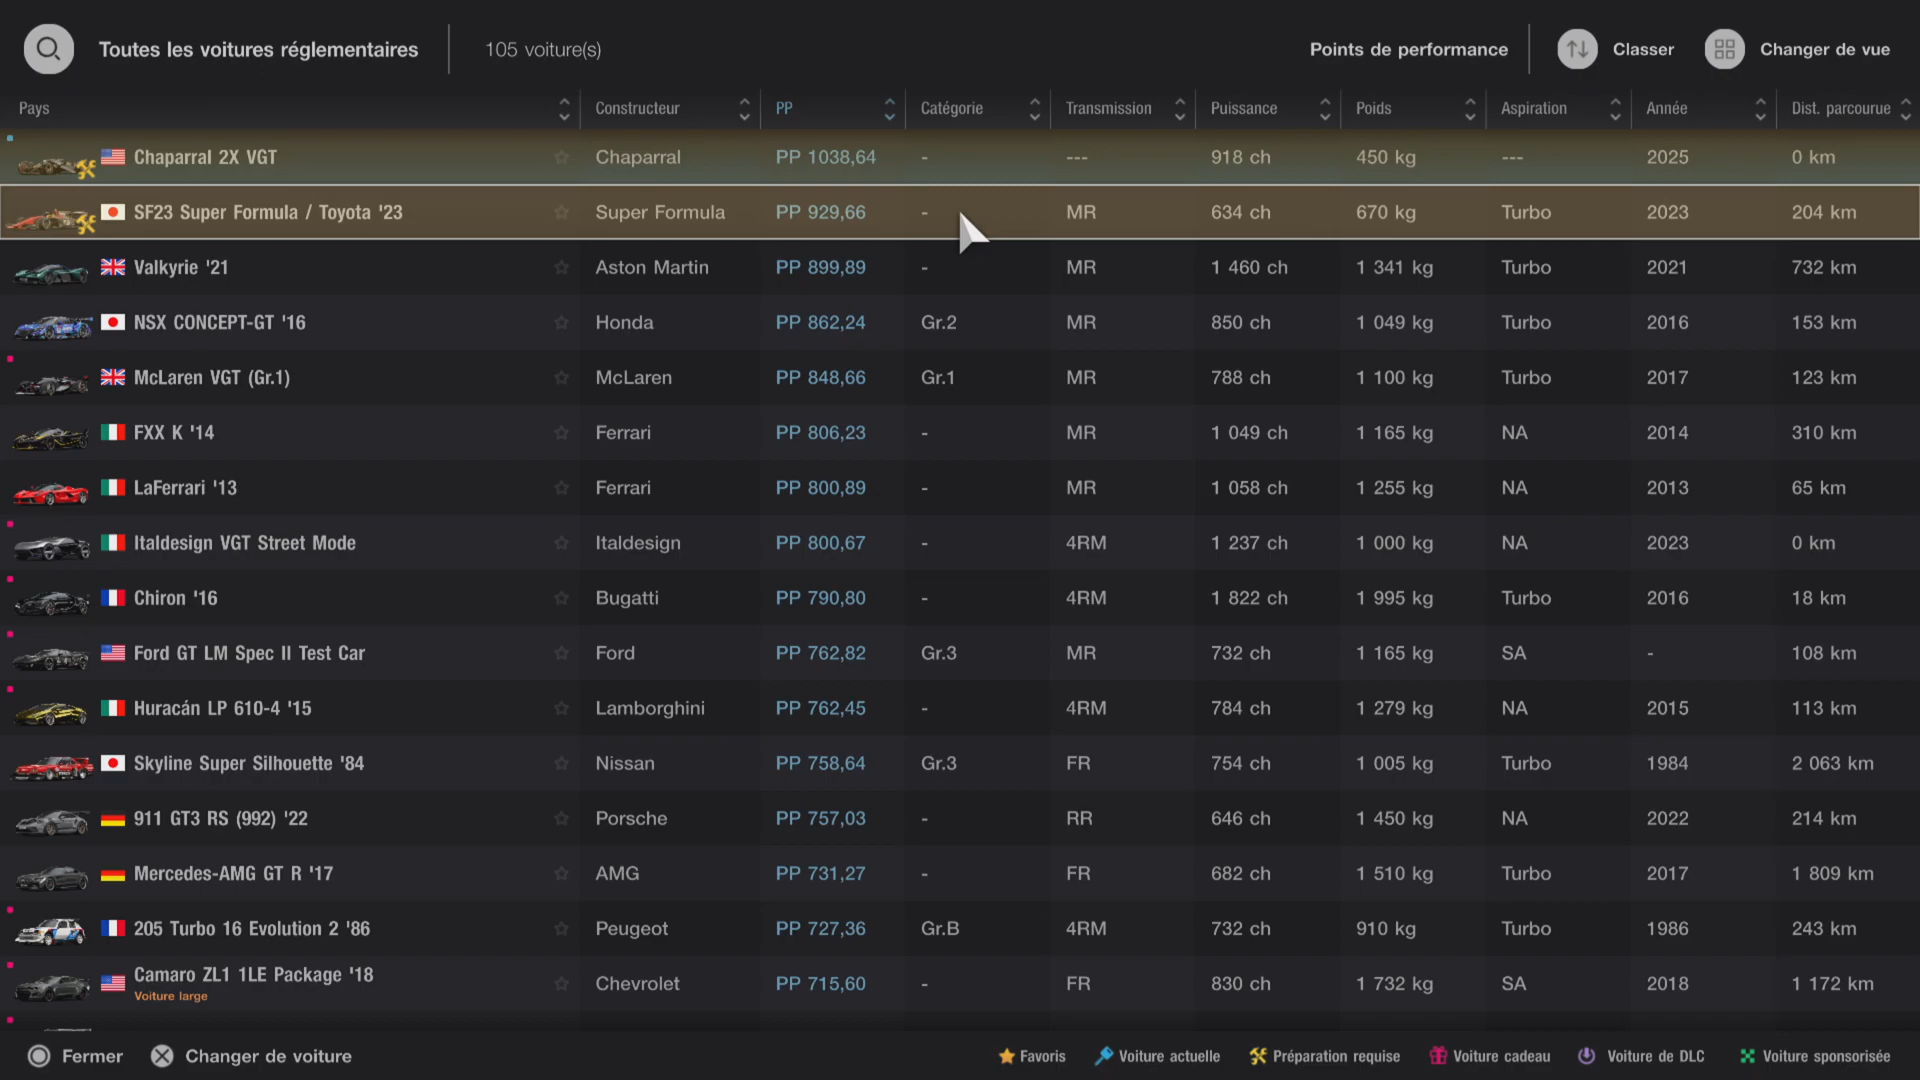 Toutes les voitures réglementaires 105 voiture(s) Points de performance Classer Changer de vue
Pays Constructeur PP Catégorie Transmission Puissance Poids Aspiration Année Dist. parcourue
Chaparral 2X VGT Chaparral PP 1038,64 - --- 918 ch 450 kg --- 2025 0 km
SF23 Super Formula / Toyota '23 Super Formula PP 929,66 - MR 634 ch 670 kg Turbo 2023 204 km
Valkyrie '21 Aston Martin PP 899,89 - MR 1 460 ch 1 341 kg Turbo 2021 732 km
NSX CONCEPT-GT '16 Honda PP 862,24 Gr.2 MR 850 ch 1 049 kg Turbo 2016 153 km
McLaren VGT (Gr.1) McLaren PP 848,66 Gr.1 MR 788 ch 1 100 kg Turbo 2017 123 km
FXX K '14 Ferrari PP 806,23 - MR 1 049 ch 1 165 kg NA 2014 310 km
LaFerrari '13 Ferrari PP 800,89 - MR 1 058 ch 1 255 kg NA 2013 65 km
Italdesign VGT Street Mode Italdesign PP 800,67 - 4RM 1 237 ch 1 000 kg NA 2023 0 km
Chiron '16 Bugatti PP 790,80 - 4RM 1 822 ch 1 995 kg Turbo 2016 18 km
Ford GT LM Spec II Test Car Ford PP 762,82 Gr.3 MR 732 ch 1 165 kg SA - 108 km
Huracán LP 610-4 '15 Lamborghini PP 762,45 - 4RM 784 ch 1 279 kg NA 2015 113 km
Skyline Super Silhouette '84 Nissan PP 758,64 Gr.3 FR 754 ch 1 005 kg Turbo 1984 2 063 km
911 GT3 RS (992) '22 Porsche PP 757,03 - RR 646 ch 1 450 kg NA 2022 214 km
Mercedes-AMG GT R '17 AMG PP 731,27 - FR 682 ch 1 510 kg Turbo 2017 1 809 km
205 Turbo 16 Evolution 2 '86 Peugeot PP 727,36 Gr.B 4RM 732 ch 910 kg Turbo 1986 243 km
Camaro ZL1 1LE Package '18 Chevrolet PP 715,60 - FR 830 ch 1 732 kg SA 2018 1 172 km
Voiture large
Fermer Changer de voiture Favoris Voiture actuelle Préparation requise Voiture cadeau Voiture de DLC Voiture sponsorisée